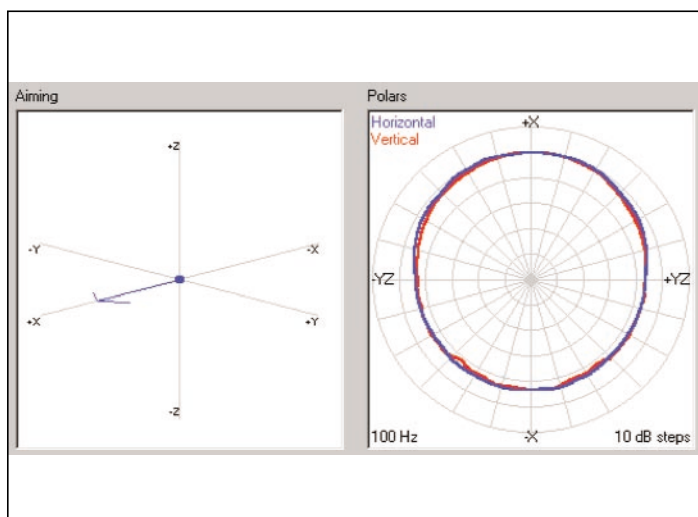 Aiming
+Z
-Y
-X
+X
+Y
-Z
Polars
Horizontal
Vertical
+X
-YZ
+YZ
-X
100 Hz
10 dB steps